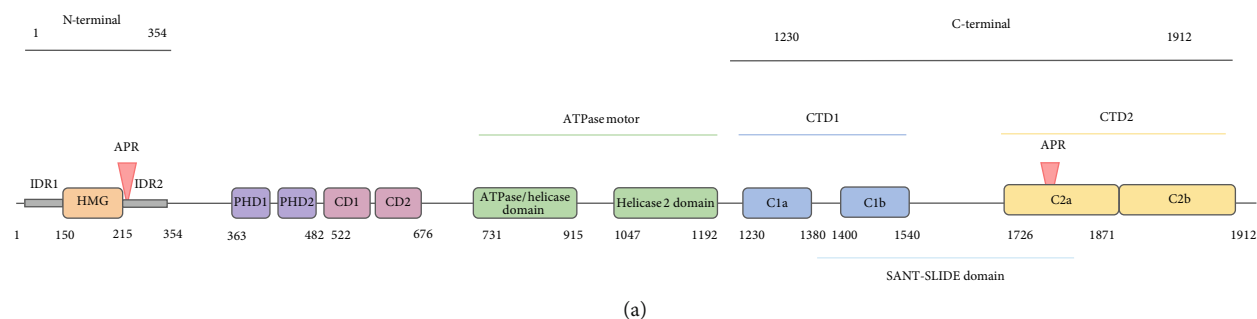 N-terminal
C-terminal
1 354
1230 1912
ATPase motor
CTD1
CTD2
APR
APR
IDR1
IDR2
HMG
PHD1
PHD2
CD1
CD2
ATPase/helicase
domain
Helicase 2 domain
C1a
C1b
C2a
C2b
1 150 215 354 363 482 522 676 731 915 1047 1192 1230 1380 1400 1540 1726 1871 1912
SANT-SLIDE domain
(a)